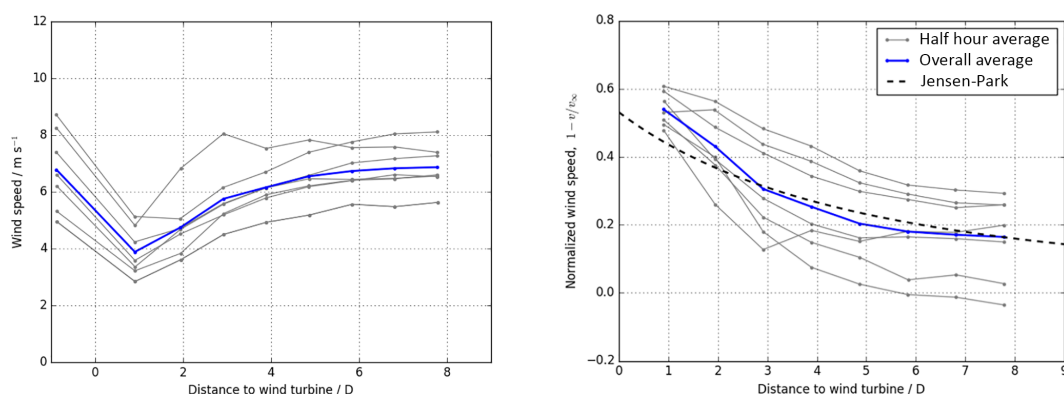 12
10
8
6
4
2
0
Wind speed / m s⁻¹
0 2 4 6 8
Distance to wind turbine / D
0.8
0.6
0.4
0.2
0.0
−0.2
Normalized wind speed, 1 − v/v∞
Half hour average
Overall average
Jensen-Park
0 1 2 3 4 5 6 7 8 9
Distance to wind turbine / D